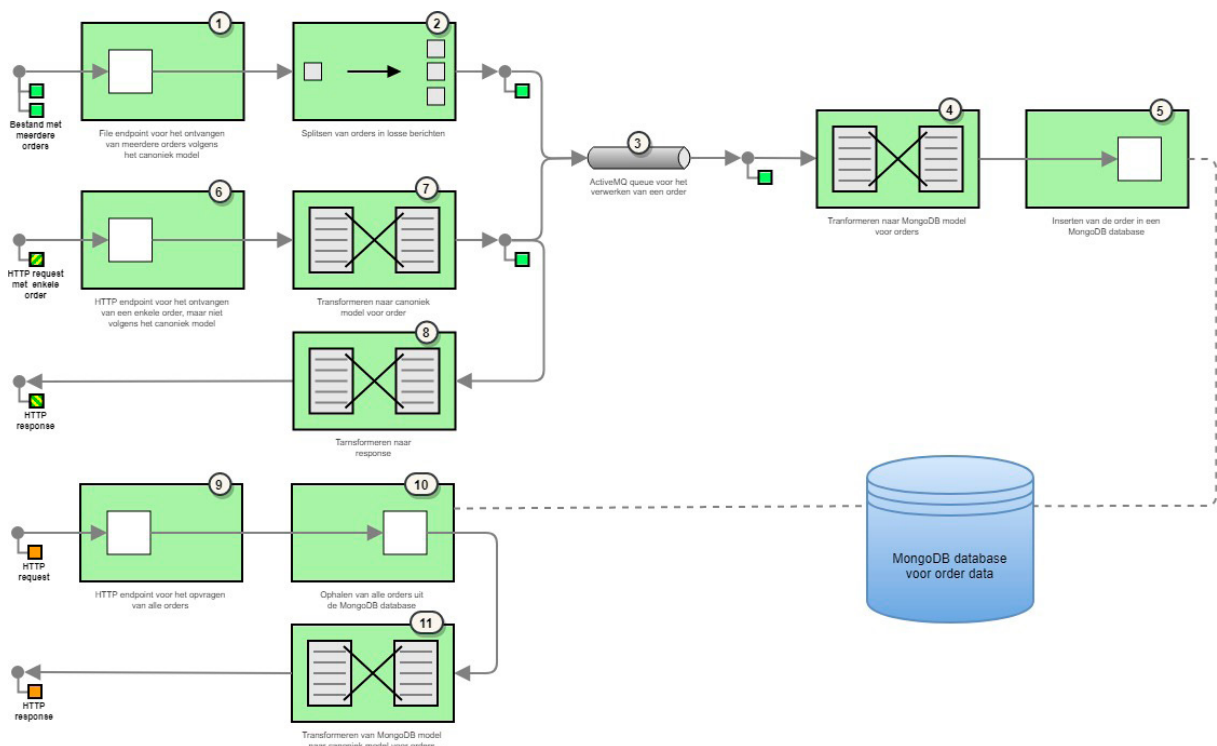 1
2
Bestand met
meerdere
orders
File endpoint voor het ontvangen
van meerdere orders volgens
het canoniek model
Splitsen van orders in losse berichten
3
ActiveMQ queue voor het
verwerken van een order
4
Tranformeren naar MongoDB model
voor orders
5
Inserten van de order in een
MongoDB database
6
7
HTTP request
met enkele
order
HTTP endpoint voor het ontvangen
van een enkele order, maar niet
volgens het canoniek model
Transformeren naar canoniek
model voor order
8
HTTP
response
Tarnsformeren naar
response
9
10
HTTP
request
HTTP endpoint voor het opvragen
van alle orders
Ophalen van alle orders uit
de MongoDB database
MongoDB database
voor order data
11
HTTP
response
Transformeren van MongoDB model
naar canoniek model voor orders